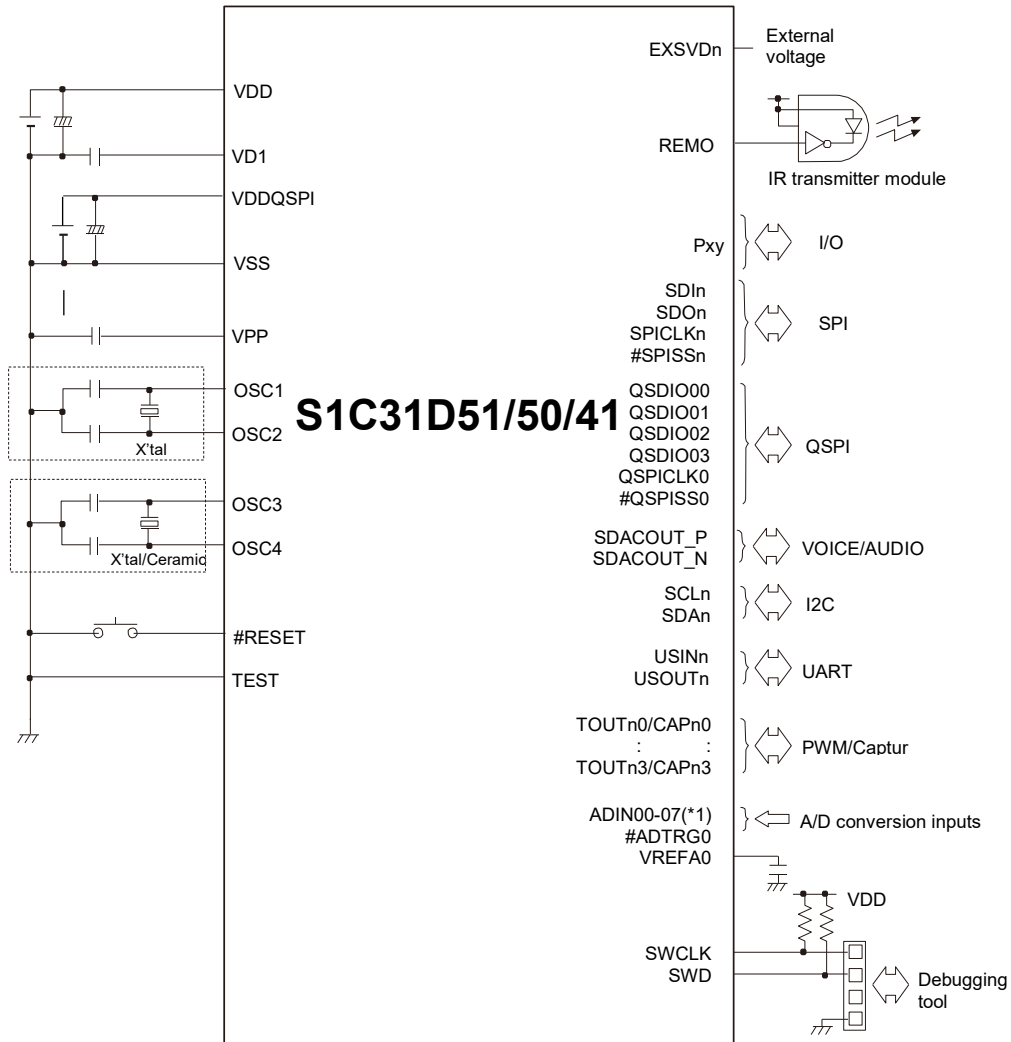 VDD
VD1
VDDQSPI
VSS
VPP
OSC1
OSC2
X'tal
OSC3
OSC4
X'tal/Ceramic
#RESET
TEST
S1C31D51/50/41
EXSVDn
External
voltage
REMO
IR transmitter module
Pxy
I/O
SDIn
SDOn
SPICLKn
#SPISSn
SPI
QSDIO00
QSDIO01
QSDIO02
QSDIO03
QSPICLK0
#QSPISS0
QSPI
SDACOUT_P
SDACOUT_N
VOICE/AUDIO
SCLn
SDAn
I2C
USINn
USOUTn
UART
TOUTn0/CAPn0
: :
TOUTn3/CAPn3
PWM/Captur
ADIN00-07(*1)
#ADTRG0
VREFA0
A/D conversion inputs
VDD
SWCLK
SWD
Debugging
tool